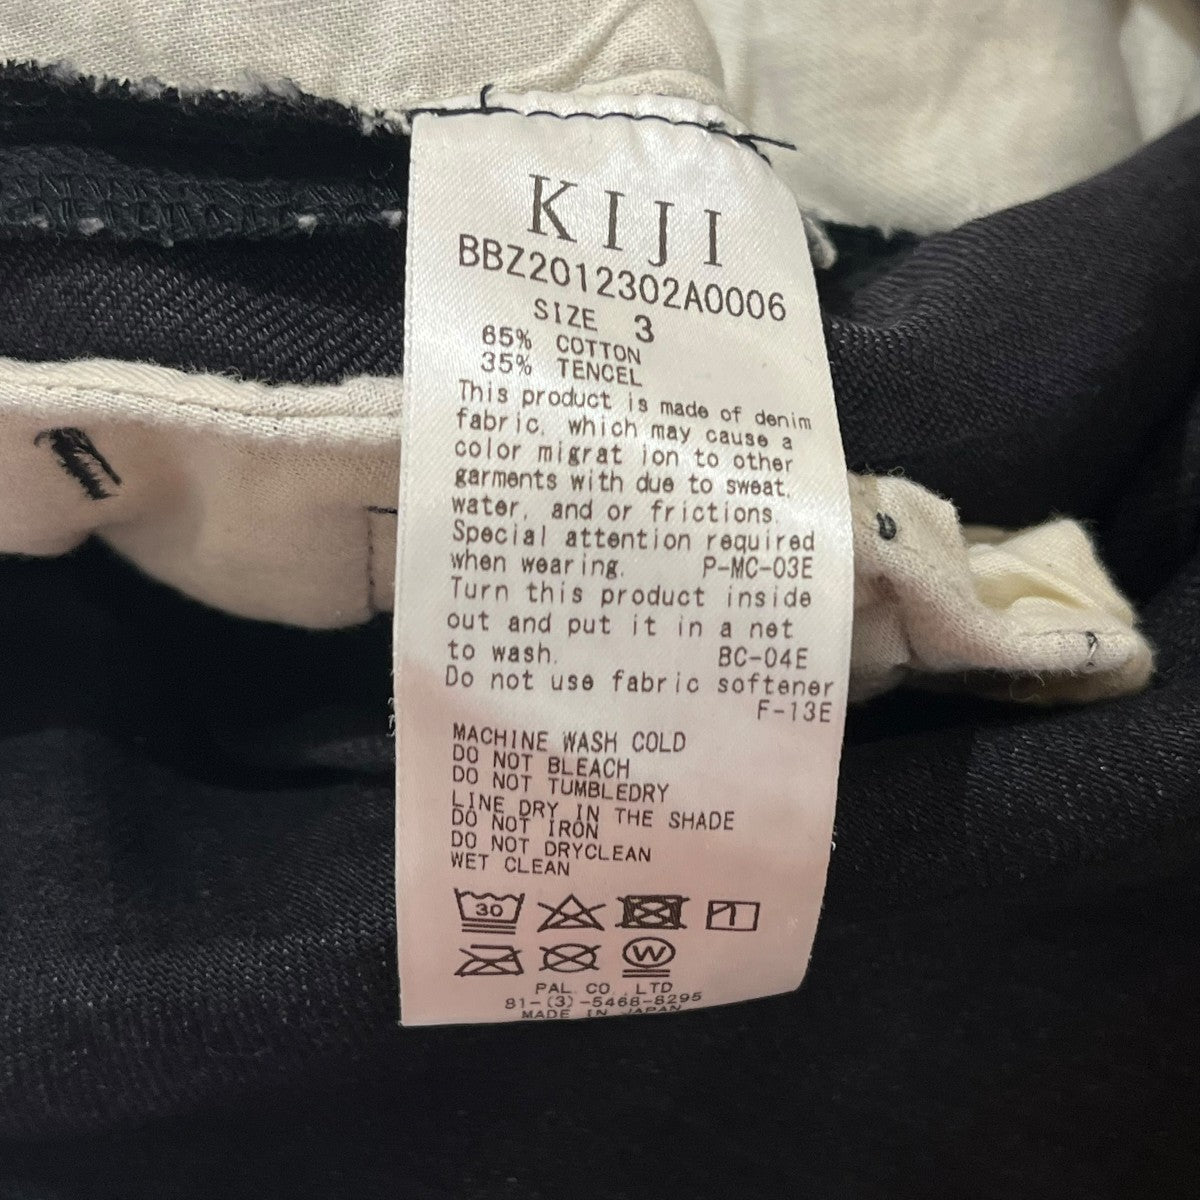 KIJI
BBZ2012302A0006
SIZE 3
65% COTTON
35% TENCEL
This product is made of denim
fabric, which may cause a
color migrat ion to other
garments with due to sweat,
water, and or frictions.
Special attention required
when wearing. P-MC-03E
Turn this product inside
out and put it in a net
to wash. BC-04E
Do not use fabric softener
F-13E
MACHINE WASH COLD
DO NOT BLEACH
DO NOT TUMBLEDRY
LINE DRY IN THE SHADE
DO NOT IRON
DO NOT DRYCLEAN
WET CLEAN
30
W
PAL CO.,LTD
81-(3)-5468-8295
MADE IN JAPAN